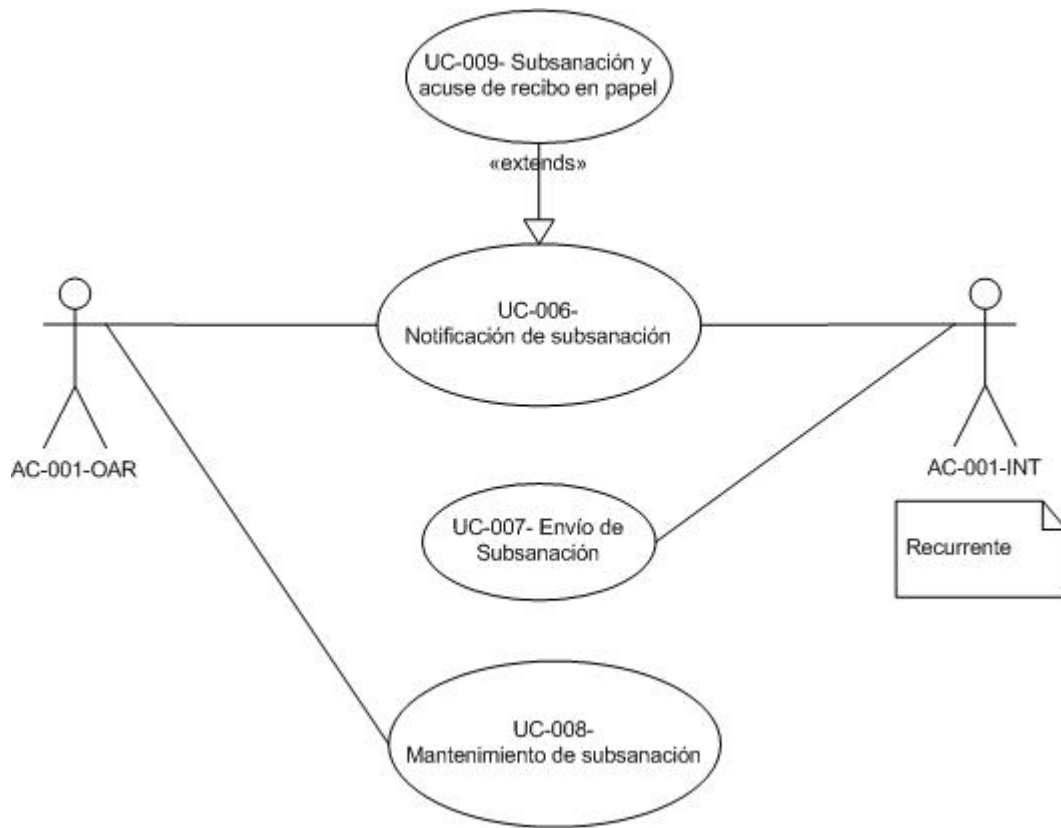 UC-009- Subsanación y
acuse de recibo en papel
«extends»
UC-006-
Notificación de subsanación
AC-001-OAR
AC-001-INT
UC-007- Envío de
Subsanación
Recurrente
UC-008-
Mantenimiento de subsanación